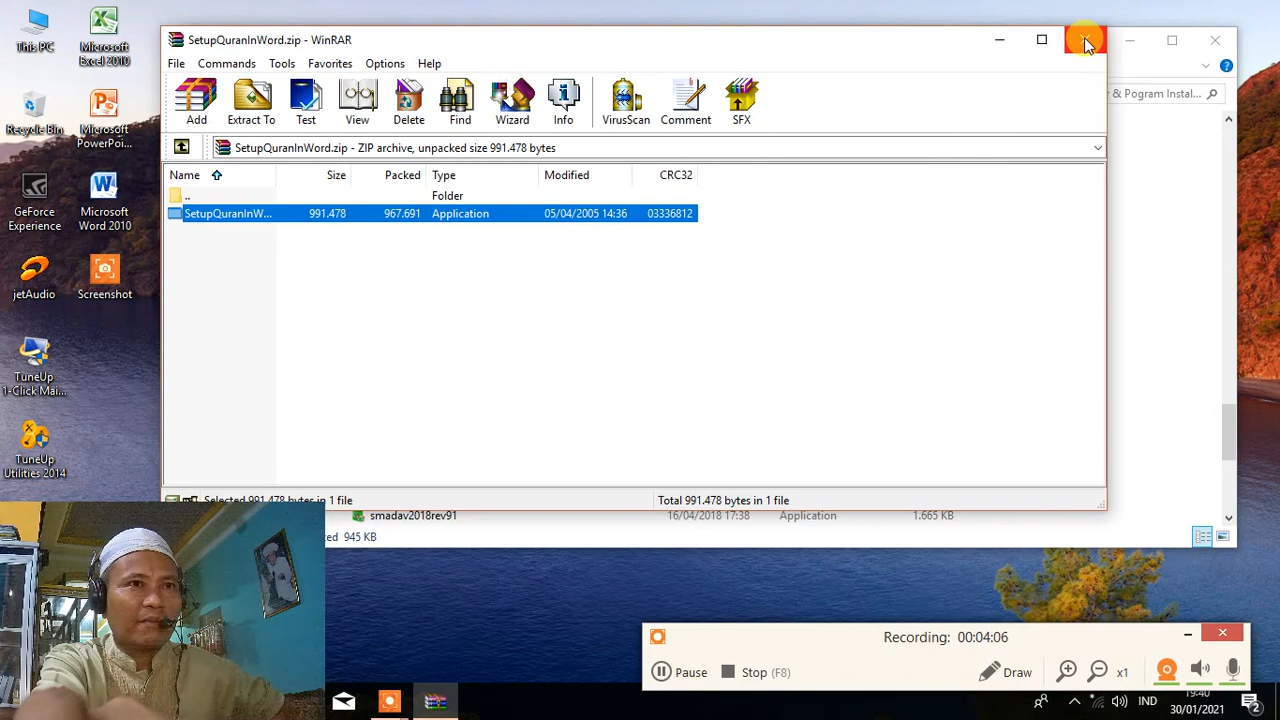 This PC
Microsoft
Excel 2010
Recycle Bin
Microsoft
PowerPoi...
GeForce
Experience
Microsoft
Word 2010
jetAudio
Screenshot
TuneUp
1-Click Mai...
TuneUp
Utilities 2014
SetupQuranInWord.zip - WinRAR
File Commands Tools Favorites Options Help
Add Extract To Test View Delete Find Wizard Info VirusScan Comment SFX
SetupQuranInWord.zip - ZIP archive, unpacked size 991.478 bytes
Name Size Packed Type Modified CRC32
.. Folder
SetupQuranInW... 991.478 967.691 Application 05/04/2005 14:36 03336812
Selected 991.478 bytes in 1 file Total 991.478 bytes in 1 file
r & Pogram Instal...
smadav2018rev91 16/04/2018 17:38 Application 1.665 KB
945 KB
Recording: 00:04:06
Pause Stop (F8) Draw x1
IND
19:40
30/01/2021
2